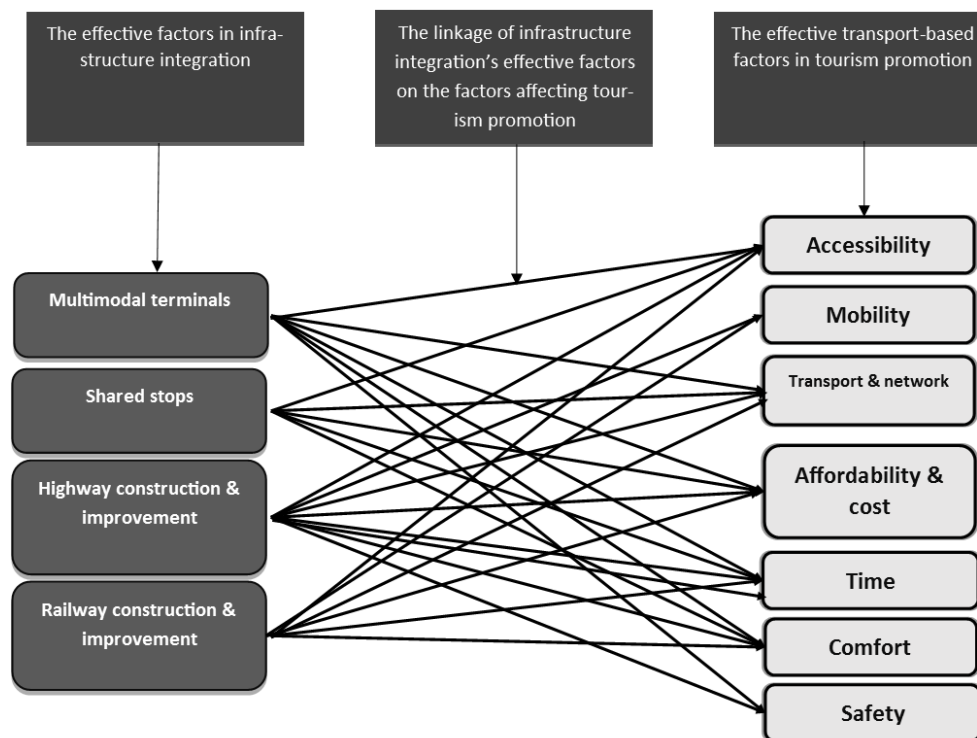 The effective factors in infra-
structure integration
The linkage of infrastructure
integration's effective factors
on the factors affecting tour-
ism promotion
The effective transport-based
factors in tourism promotion
Multimodal terminals
Shared stops
Highway construction &
improvement
Railway construction &
improvement
Accessibility
Mobility
Transport & network
Affordability &
cost
Time
Comfort
Safety